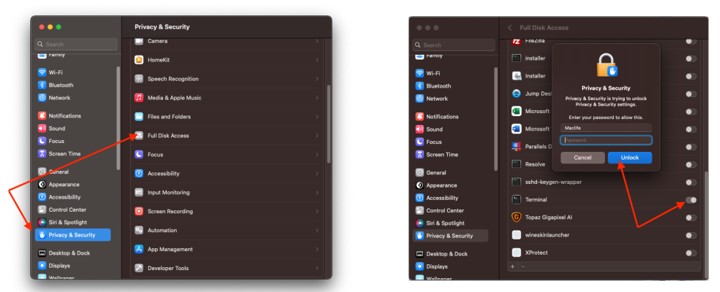 Privacy & Security
Search
Family
Wi-Fi
Bluetooth
Network
Notifications
Sound
Focus
Screen Time
General
Appearance
Accessibility
Control Center
Siri & Spotlight
Privacy & Security
Desktop & Dock
Displays
Wallpaper
Camera
HomeKit
Speech Recognition
Media & Apple Music
Files and Folders
Full Disk Access
Focus
Accessibility
Input Monitoring
Screen Recording
Automation
App Management
Developer Tools
Full Disk Access
Search
Family
Wi-Fi
Bluetooth
Network
Notifications
Sound
Focus
Screen Time
General
Appearance
Accessibility
Control Center
Siri & Spotlight
Privacy & Security
Desktop & Dock
Displays
Wallpaper
FileZilla
Installer
Installer
Jump Des
Microsoft
Microsoft
Parallels D
Resolve
sshd-keygen-wrapper
Terminal
Topaz Gigapixel AI
wineskinlauncher
XProtect
Privacy & Security
Privacy & Security is trying to unlock
Privacy & Security settings.
Enter your password to allow this.
Maclife
Password
Cancel
Unlock